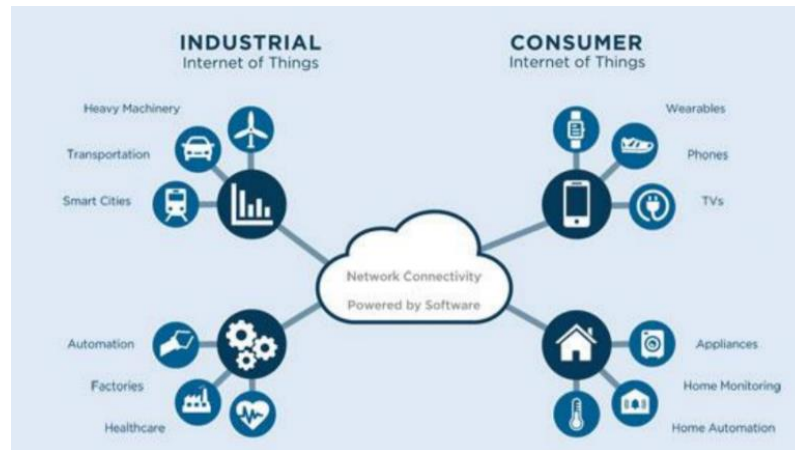 INDUSTRIAL
Internet of Things
CONSUMER
Internet of Things
Heavy Machinery
Transportation
Smart Cities
Wearables
Phones
TVs
Network Connectivity
Powered by Software
Automation
Factories
Healthcare
Appliances
Home Monitoring
Home Automation